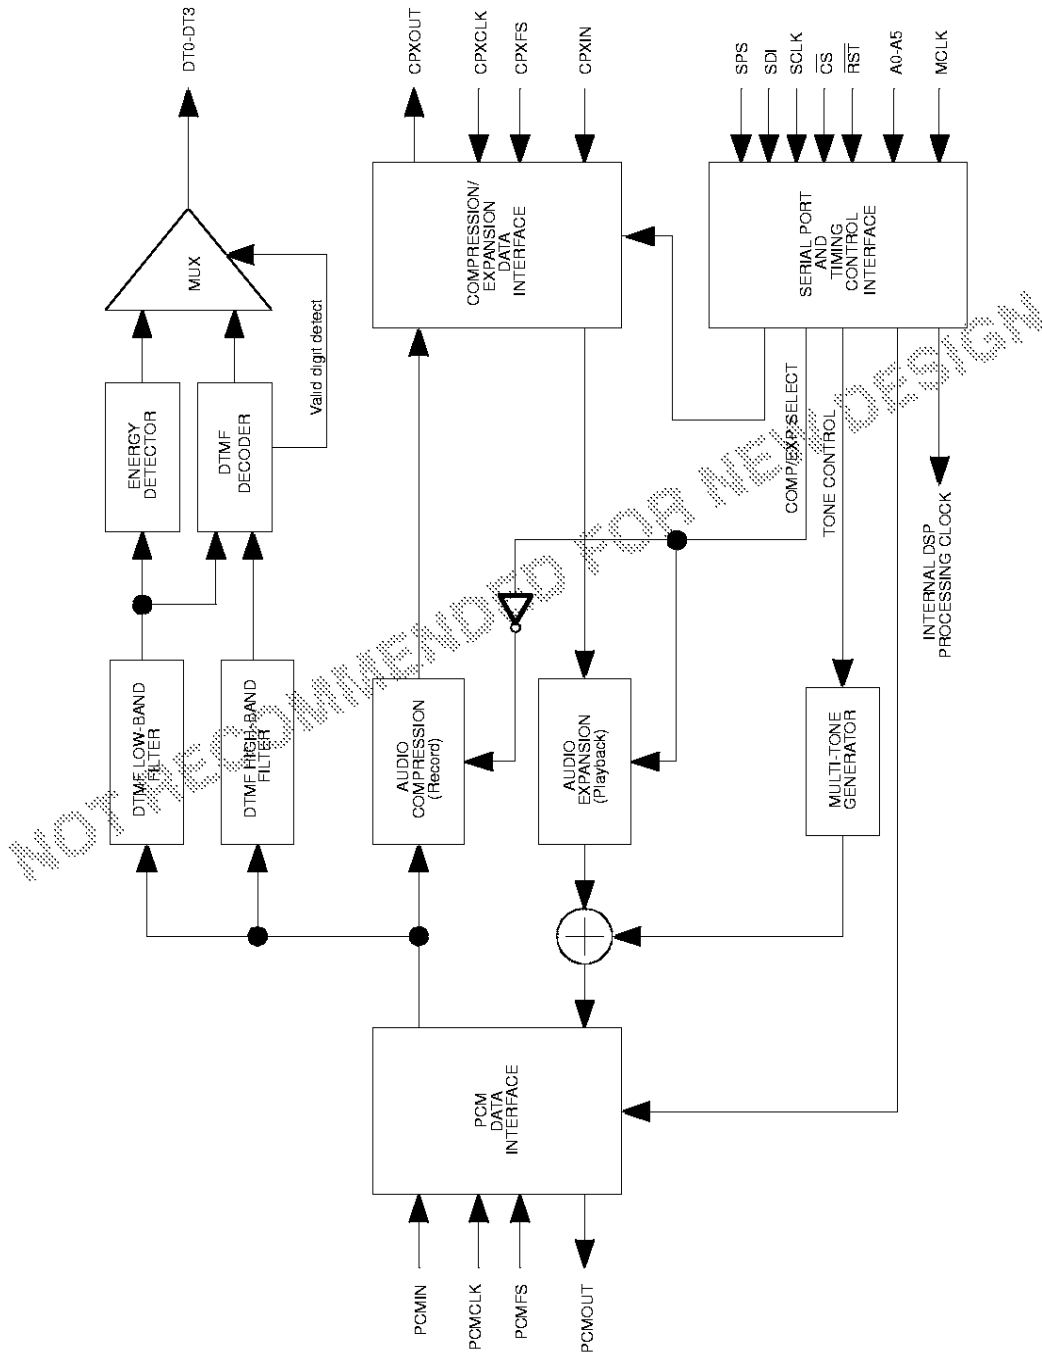 DT0-DT3
CPXOUT
CPXCLK
CPXFS
CPXIN
SPS
SDI
SCLK
CS
RST
A0-A5
MCLK
MUX
Valid digit detect
COMPRESSION/
EXPANSION
DATA
INTERFACE
SERIAL PORT
AND
TIMING
CONTROL
INTERFACE
ENERGY
DETECTOR
DTMF
DECODER
COMP/EXP SELECT
TONE CONTROL
INTERNAL DSP
PROCESSING CLOCK
DTMF LOW-BAND
FILTER
DTMF HIGH-BAND
FILTER
AUDIO
COMPRESSION
(Record)
AUDIO
EXPANSION
(Playback)
MULTI-TONE
GENERATOR
PCM
DATA
INTERFACE
PCMIN
PCMCLK
PCMFS
PCMOUT
NOT RECOMMENDED FOR NEW DESIGN